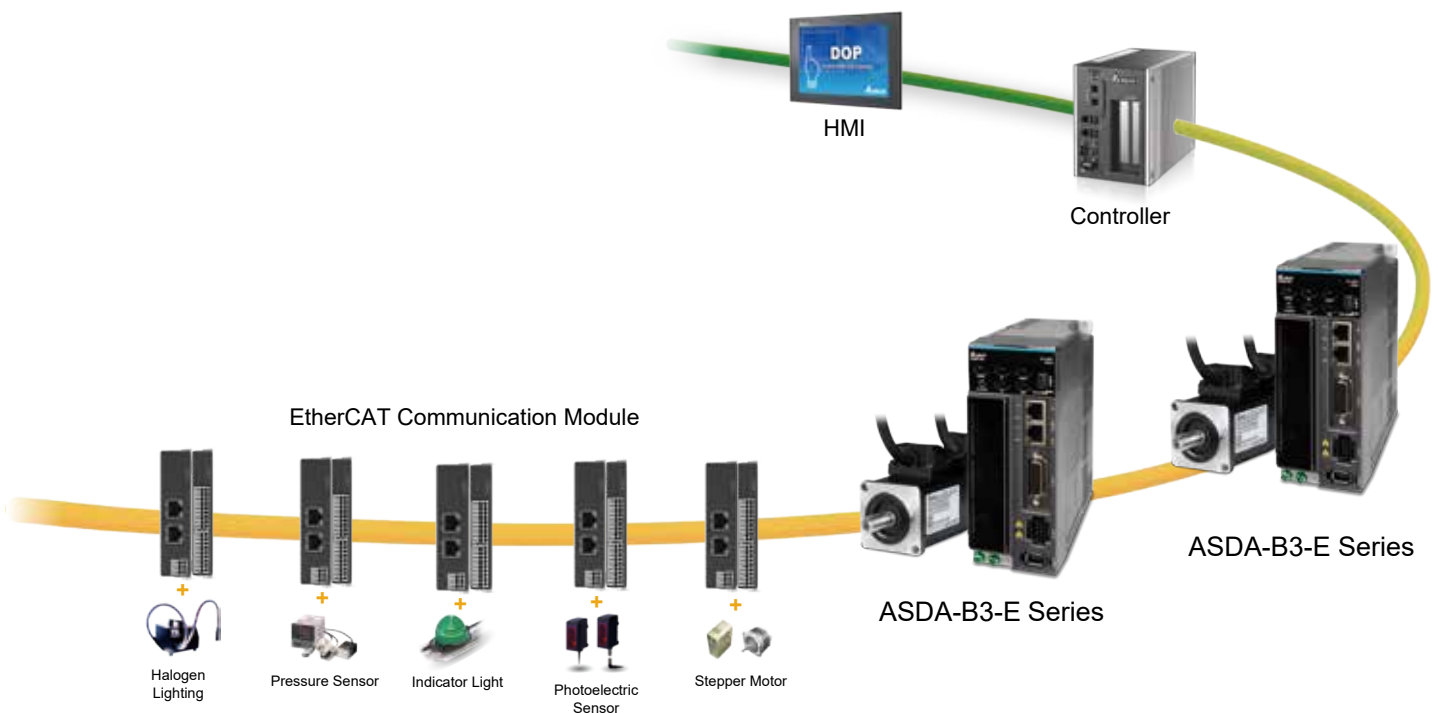 DOP
HMI
Controller
EtherCAT Communication Module
ASDA-B3-E Series
ASDA-B3-E Series
Halogen
Lighting
Pressure Sensor
Indicator Light
Photoelectric
Sensor
Stepper Motor